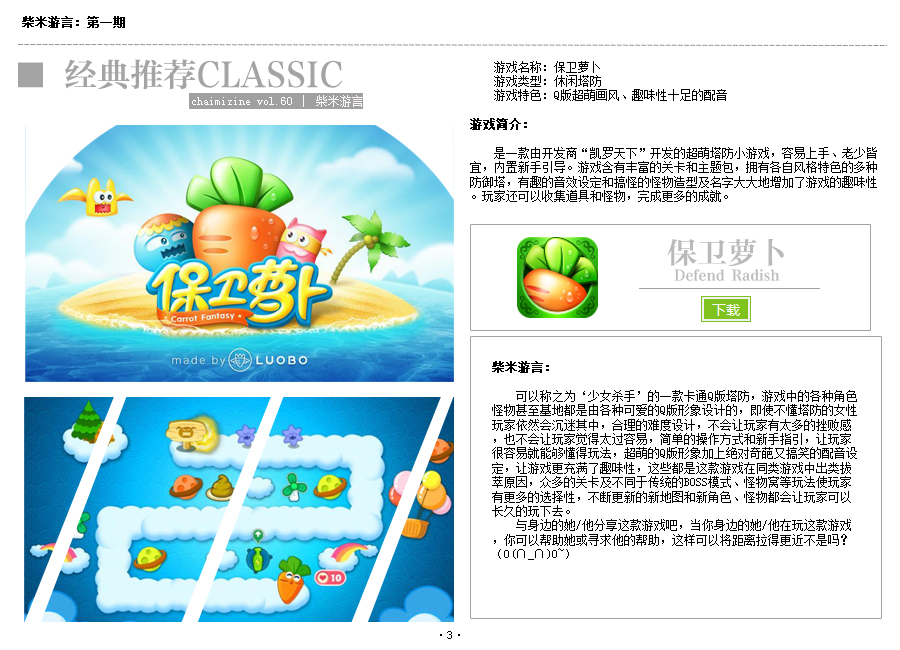 柴米游言：第一期
经典推荐CLASSIC
chaimizine vol.60 | 柴米游言
保卫萝卜
Carrot Fantasy
made by LUOBO
10
游戏名称：保卫萝卜
游戏类型：休闲塔防
游戏特色：Q版超萌画风、趣味性十足的配音
游戏简介：
是一款由开发商“凯罗天下”开发的超萌塔防小游戏，容易上手、老少皆
宜，内置新手引导。游戏含有丰富的关卡和主题包，拥有各自风格特色的多种
防御塔，有趣的音效设定和搞怪的怪物造型及名字大大地增加了游戏的趣味性
。玩家还可以收集道具和怪物，完成更多的成就。
保卫萝卜
Defend Radish
下载
柴米游言：
可以称之为‘少女杀手’的一款卡通Q版塔防，游戏中的各种角色
怪物甚至基地都是由各种可爱的Q版形象设计的，即使不懂塔防的女性
玩家依然会沉迷其中，合理的难度设计，不会让玩家有太多的挫败感
，也不会让玩家觉得太过容易，简单的操作方式和新手指引，让玩家
很容易就能够懂得玩法，超萌的Q版形象加上绝对奇葩又搞笑的配音设
定，让游戏更充满了趣味性，这些都是这款游戏在同类游戏中出类拔
萃原因，众多的关卡及不同于传统的BOSS模式、怪物窝等玩法使玩家
有更多的选择性，不断更新的新地图和新角色、怪物都会让玩家可以
长久的玩下去。
与身边的她/他分享这款游戏吧，当你身边的她/他在玩这款游戏
，你可以帮助她或寻求他的帮助，这样可以将距离拉得更近不是吗？
（O(∩_∩)O~）
·3·